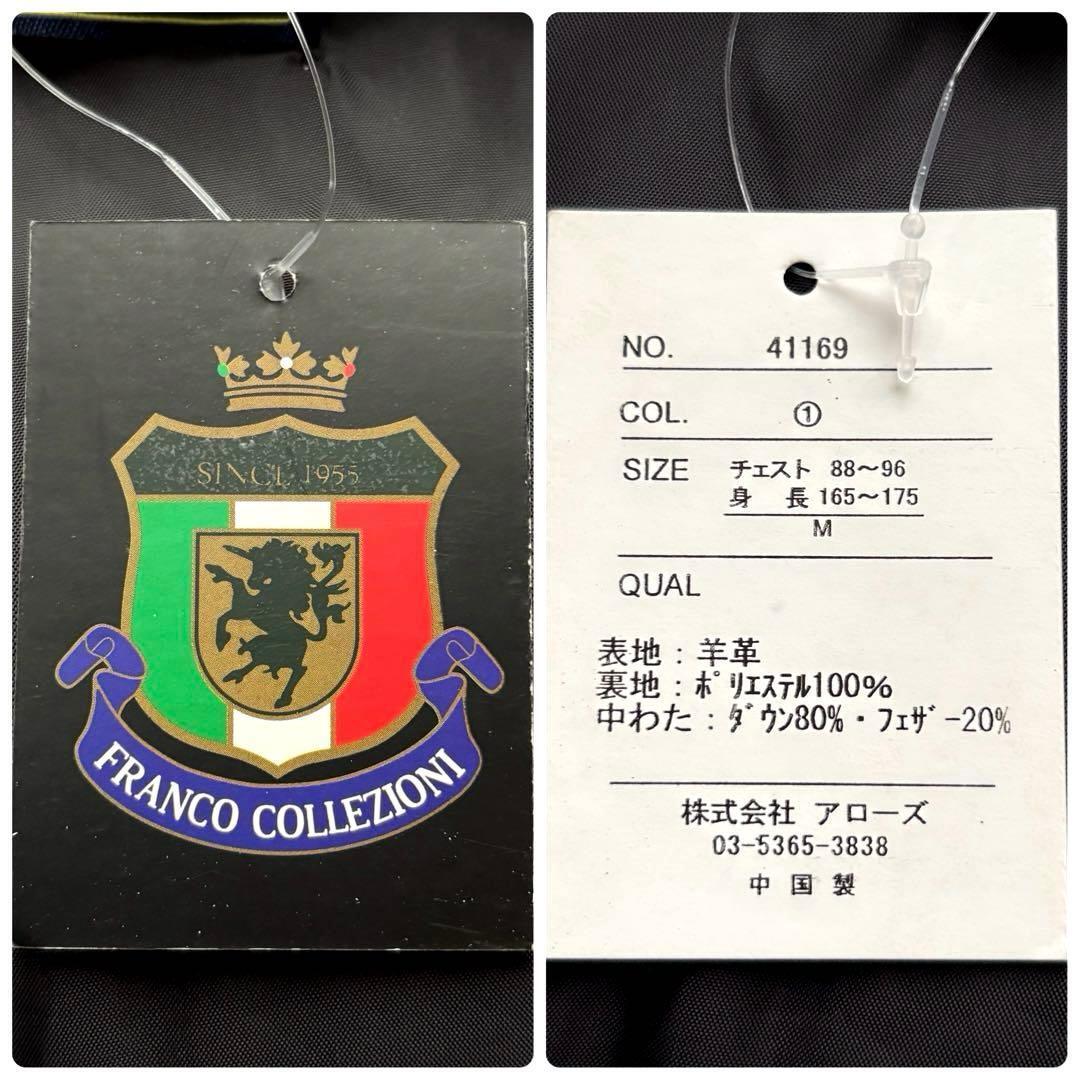 SINCE 1955
FRANCO COLLEZIONI
NO. 41169
COL. ①
SIZE チェスト 88～96
身 長 165～175
M
QUAL
表地：羊革
裏地：ﾎﾟﾘｴｽﾃﾙ100%
中わた：ﾀﾞｳﾝ80%・ﾌｪｻﾞｰ20%
株式会社 アローズ
03-5365-3838
中国製